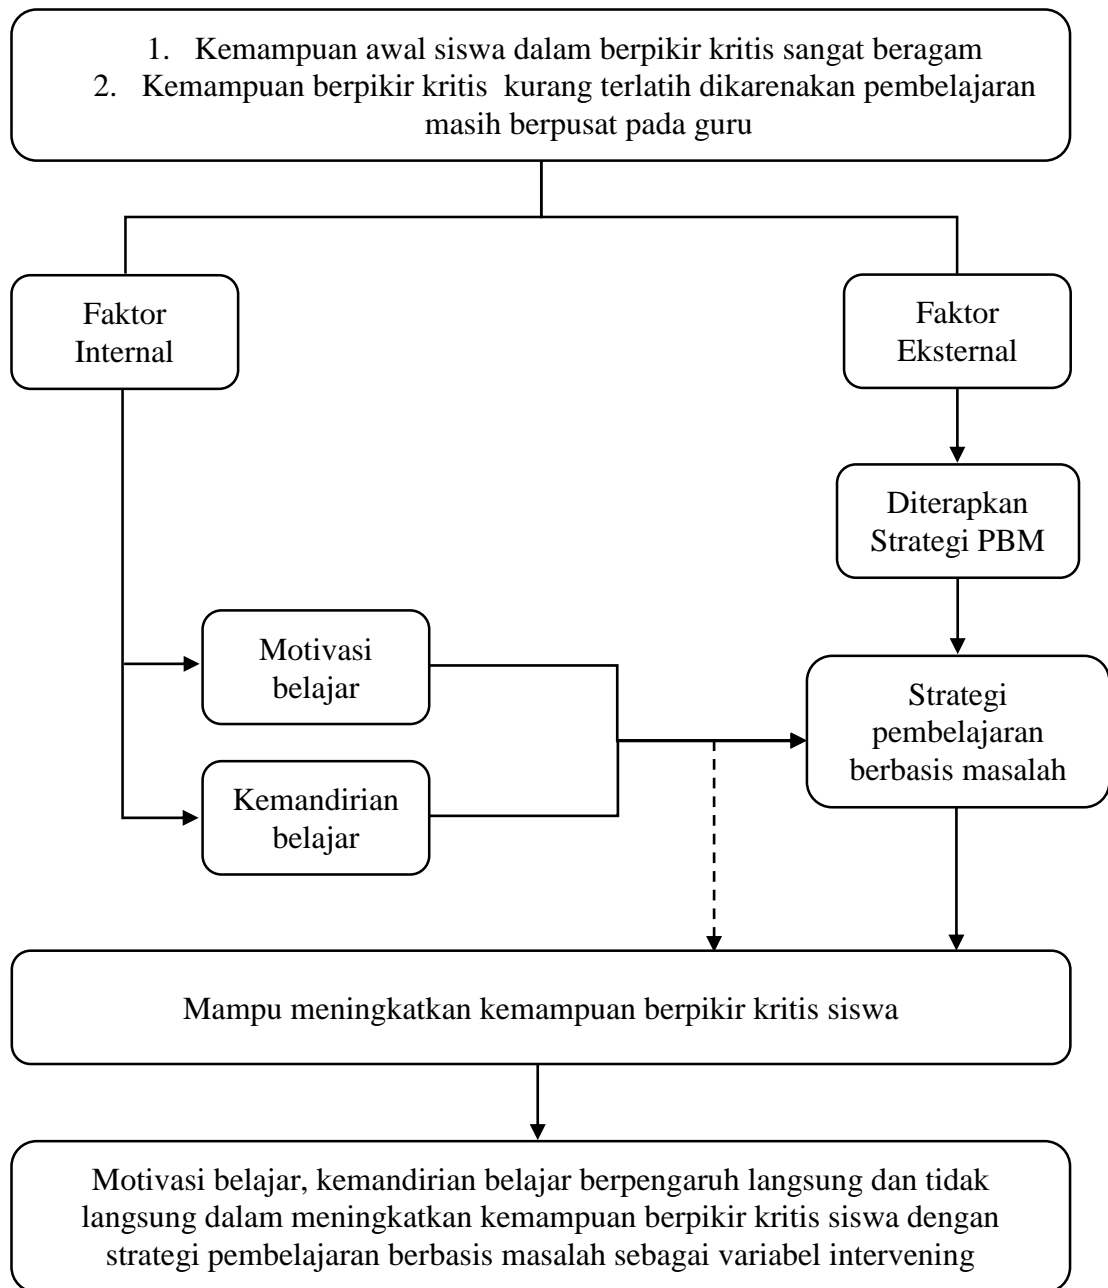 1. Kemampuan awal siswa dalam berpikir kritis sangat beragam
2. Kemampuan berpikir kritis kurang terlatih dikarenakan pembelajaran
masih berpusat pada guru
Faktor
Internal
Faktor
Eksternal
Diterapkan
Strategi PBM
Motivasi
belajar
Strategi
pembelajaran
berbasis masalah
Kemandirian
belajar
Mampu meningkatkan kemampuan berpikir kritis siswa
Motivasi belajar, kemandirian belajar berpengaruh langsung dan tidak
langsung dalam meningkatkan kemampuan berpikir kritis siswa dengan
strategi pembelajaran berbasis masalah sebagai variabel intervening